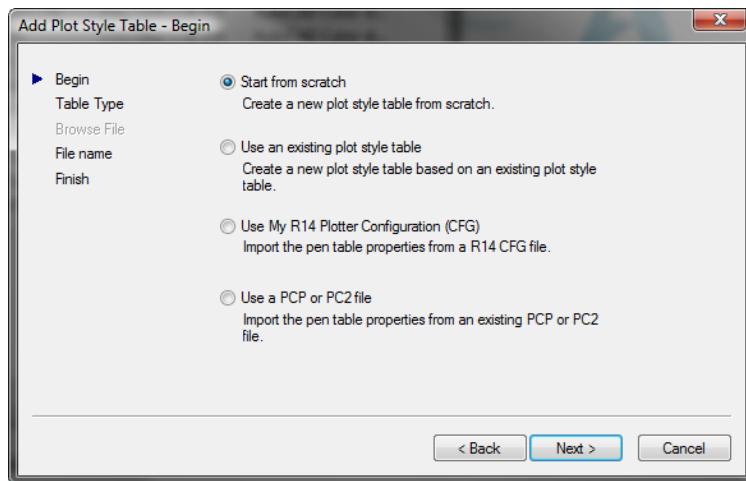 Add Plot Style Table - Begin
Begin
Table Type
Browse File
File name
Finish
Start from scratch
Create a new plot style table from scratch.
Use an existing plot style table
Create a new plot style table based on an existing plot style
table.
Use My R14 Plotter Configuration (CFG)
Import the pen table properties from a R14 CFG file.
Use a PCP or PC2 file
Import the pen table properties from an existing PCP or PC2
file.
< Back
Next >
Cancel